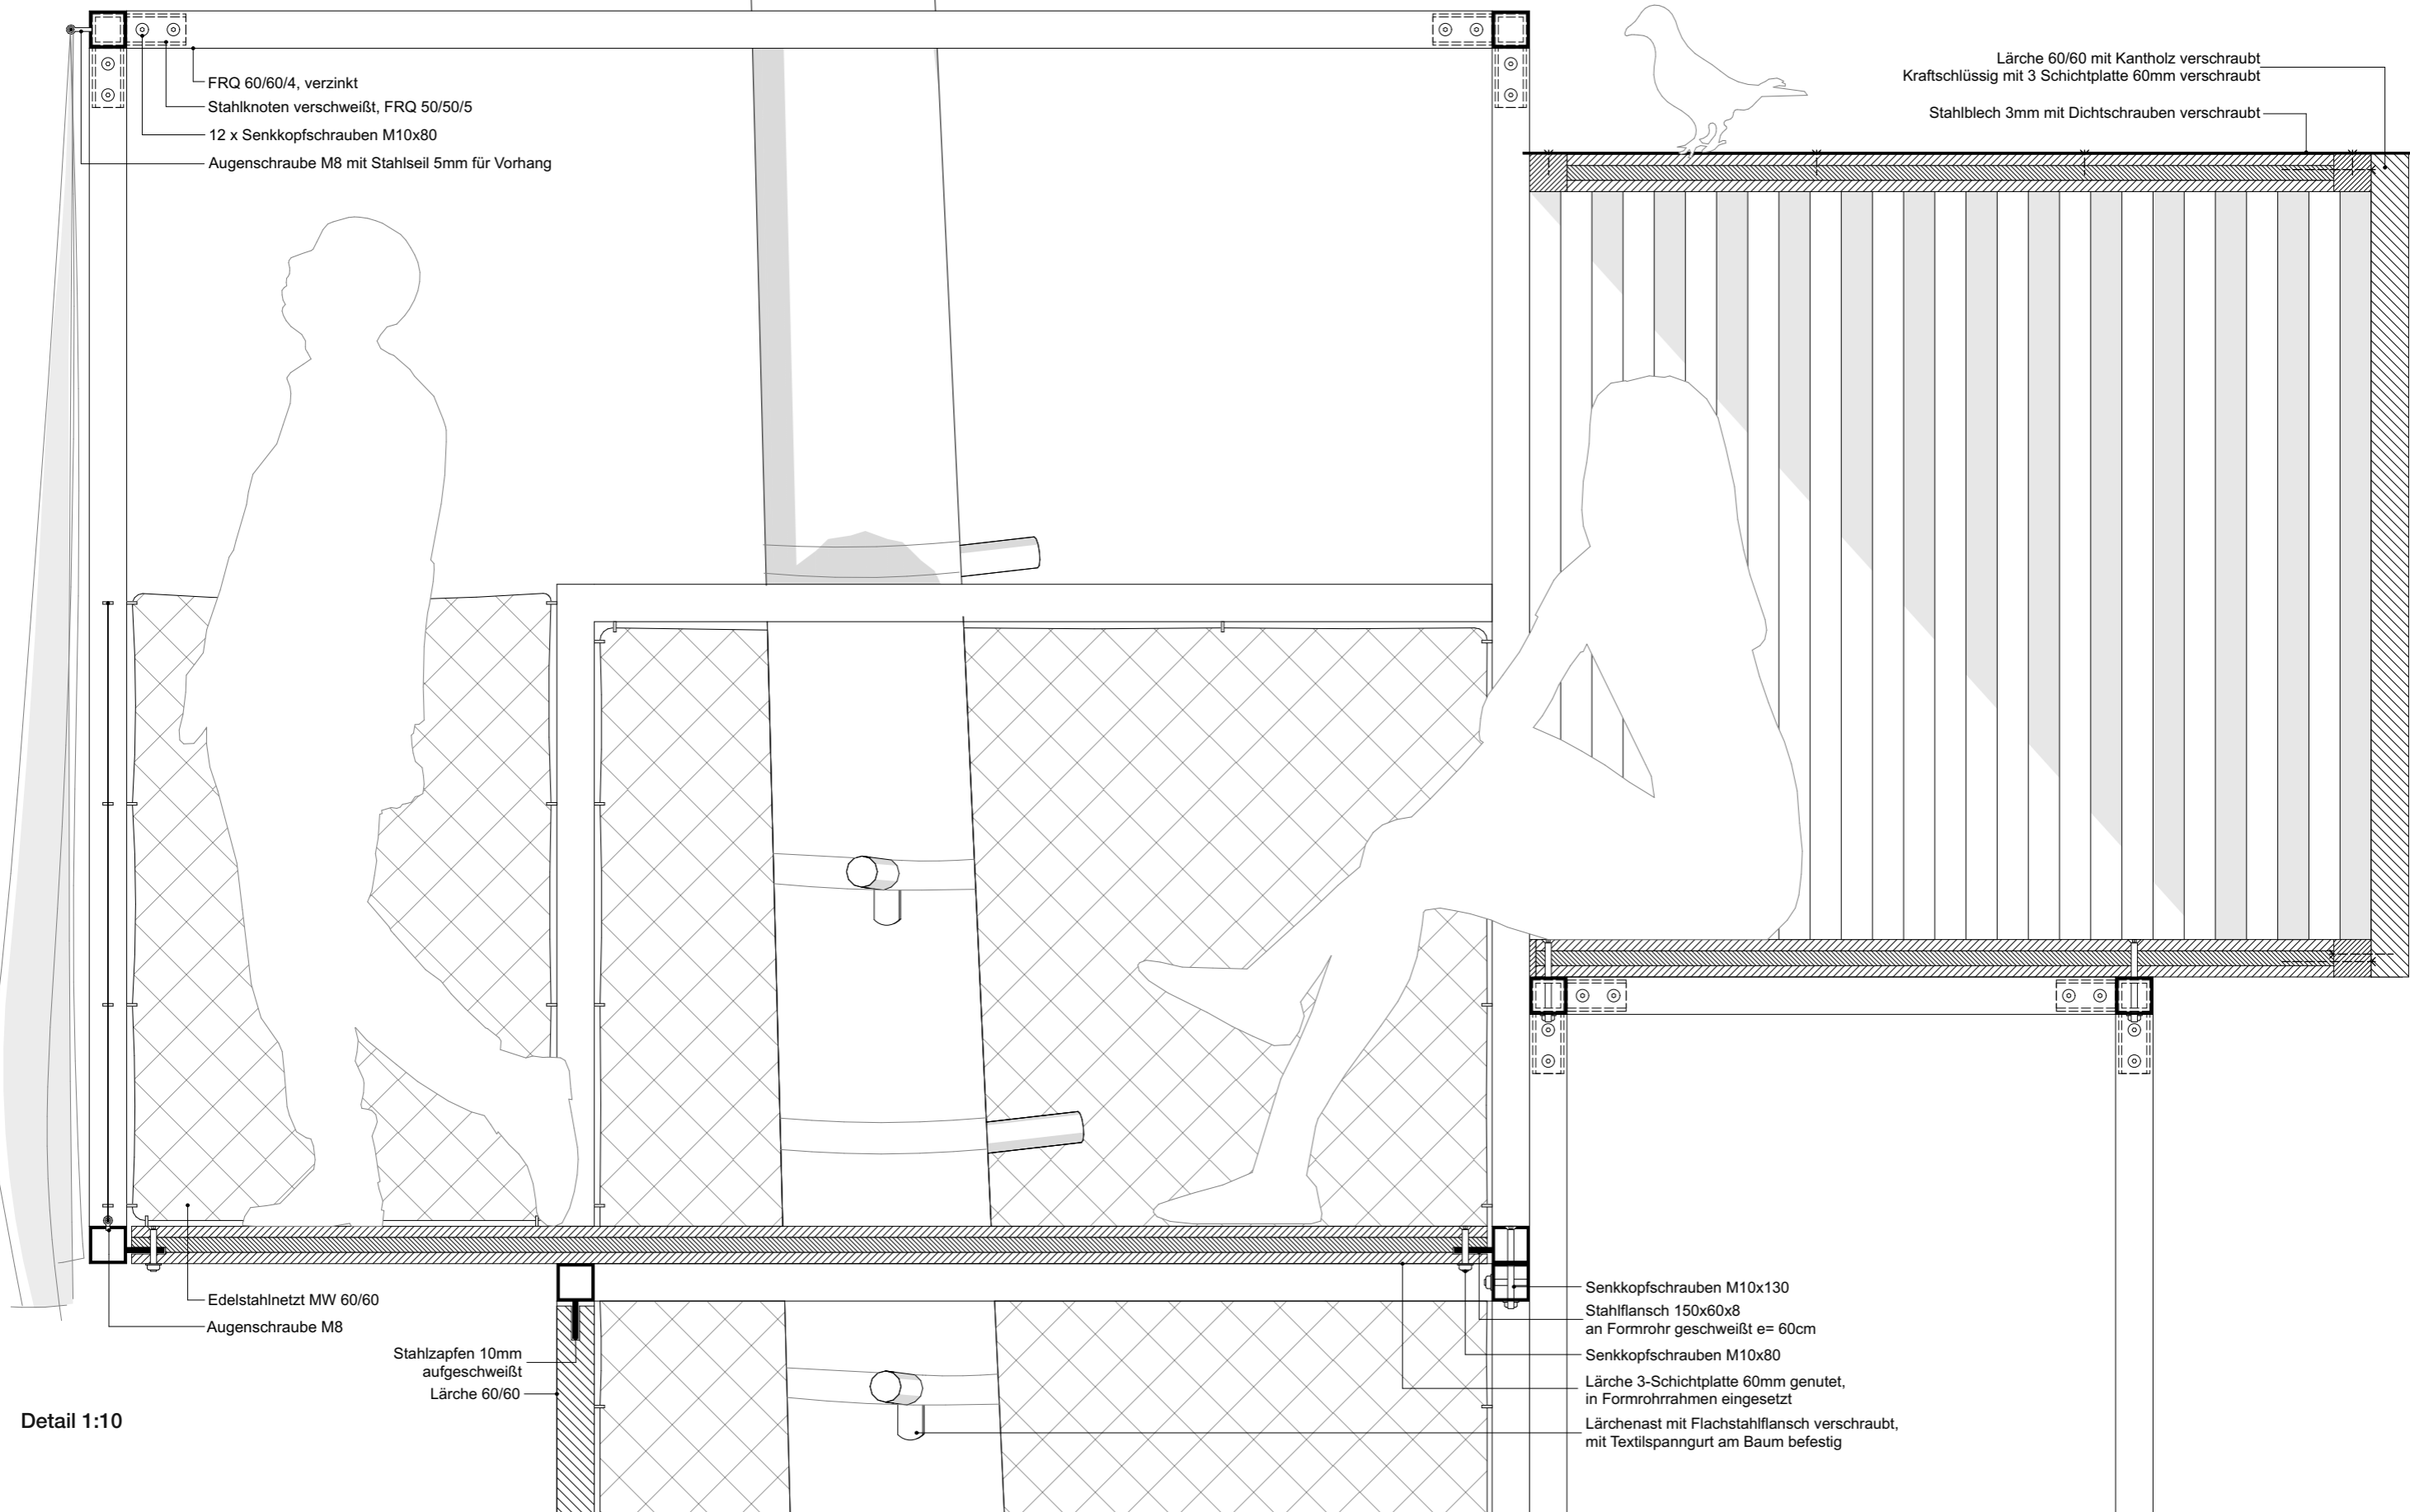 FRQ 60/60/4, verzinkt
Stahlknoten verschweißt, FRQ 50/50/5
12 x Senkkopfschrauben M10x80
Augenschraube M8 mit Stahlseil 5mm für Vorhang
Lärche 60/60 mit Kantholz verschraubt
Kraftschlüssig mit 3 Schichtplatte 60mm verschraubt
Stahlblech 3mm mit Dichtschrauben verschraubt
Edelstahlnetzt MW 60/60
Augenschraube M8
Stahlzapfen 10mm
aufgeschweißt
Lärche 60/60
Senkkopfschrauben M10x130
Stahlflansch 150x60x8
an Formrohr geschweißt e= 60cm
Senkkopfschrauben M10x80
Lärche 3-Schichtplatte 60mm genutet,
in Formrohrrahmen eingesetzt
Lärchenast mit Flachstahlflansch verschraubt,
mit Textilspanngurt am Baum befestig
Detail 1:10